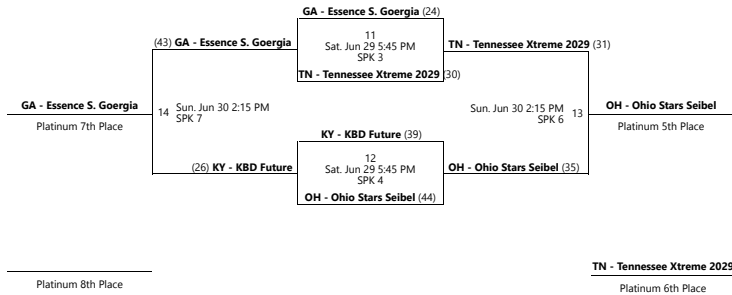 GA - Essence S. Goergia (24)
11
Sat. Jun 29 5:45 PM
SPK 3
TN - Tennessee Xtreme 2029 (30)
(43) GA - Essence S. Goergia
TN - Tennessee Xtreme 2029 (31)
GA - Essence S. Goergia
Platinum 7th Place
14 Sun. Jun 30 2:15 PM
SPK 7
Sun. Jun 30 2:15 PM 13
SPK 6
OH - Ohio Stars Seibel
Platinum 5th Place
KY - KBD Future (39)
12
Sat. Jun 29 5:45 PM
SPK 4
OH - Ohio Stars Seibel (44)
(26) KY - KBD Future
OH - Ohio Stars Seibel (35)
Platinum 8th Place
TN - Tennessee Xtreme 2029
Platinum 6th Place